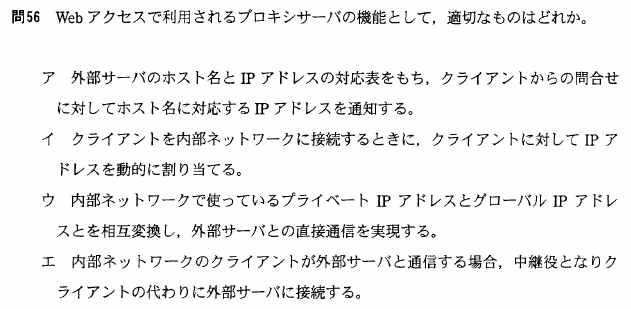 問56 Web アクセスで利用されるプロキシサーバの機能として，適切なものはどれか。
ア 外部サーバのホスト名と IP アドレスの対応表をもち，クライアントからの問合せ
に対してホスト名に対応する IP アドレスを通知する。
イ クライアントを内部ネットワークに接続するときに，クライアントに対して IP ア
ドレスを動的に割り当てる。
ウ 内部ネットワークで使っているプライベート IP アドレスとグローバル IP アドレ
スとを相互変換し，外部サーバとの直接通信を実現する。
エ 内部ネットワークのクライアントが外部サーバと通信する場合，中継役となりク
ライアントの代わりに外部サーバに接続する。